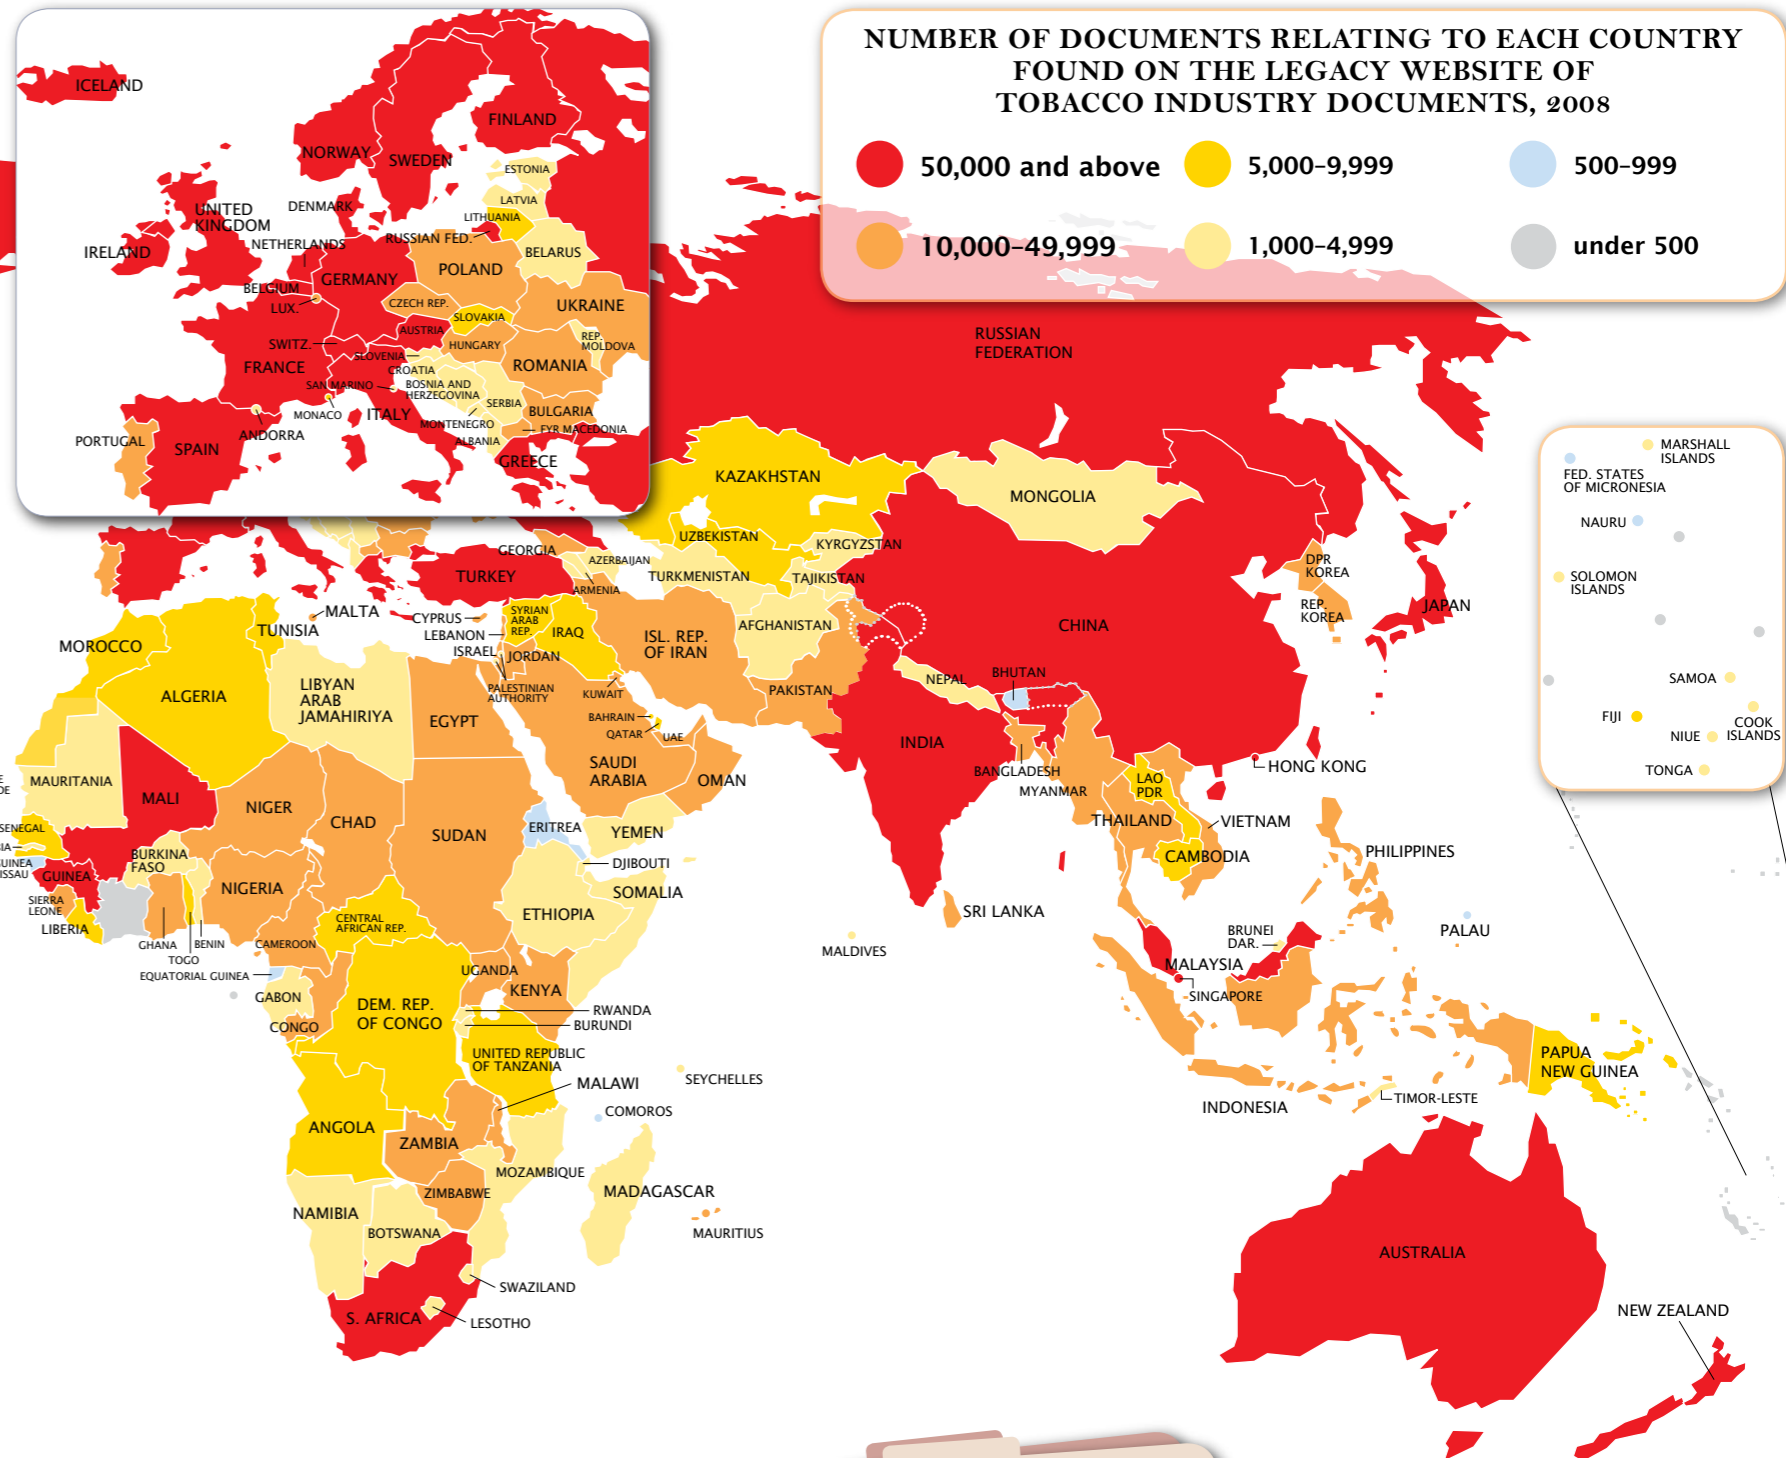 NUMBER OF DOCUMENTS RELATING TO EACH COUNTRY
FOUND ON THE LEGACY WEBSITE OF
TOBACCO INDUSTRY DOCUMENTS, 2008
50,000 and above
5,000–9,999
500–999
10,000–49,999
1,000–4,999
under 500
ICELAND
FINLAND
NORWAY
SWEDEN
ESTONIA
LATVIA
LITHUANIA
UNITED
KINGDOM
DENMARK
RUSSIAN FED.
NETHERLANDS
IRELAND
BELARUS
POLAND
GERMANY
BELGIUM
LUX.
CZECH REP.
UKRAINE
SLOVAKIA
AUSTRIA
SWITZ.
HUNGARY
REP.
MOLDOVA
SLOVENIA
FRANCE
CROATIA
ROMANIA
SAN MARINO
BOSNIA AND
HERZEGOVINA
SERBIA
MONACO
ITALY
BULGARIA
MONTENEGRO
FYR MACEDONIA
ANDORRA
ALBANIA
PORTUGAL
SPAIN
GREECE
RUSSIAN
FEDERATION
KAZAKHSTAN
MONGOLIA
UZBEKISTAN
KYRGYZSTAN
GEORGIA
AZERBAIJAN
TURKMENISTAN
TAJIKISTAN
TURKEY
ARMENIA
DPR
KOREA
REP.
KOREA
JAPAN
MALTA
CYPRUS
SYRIAN
ARAB
REP.
IRAQ
LEBANON
ISRAEL
JORDAN
ISL. REP.
OF IRAN
AFGHANISTAN
CHINA
TUNISIA
MOROCCO
ALGERIA
LIBYAN
ARAB
JAMAHIRIYA
EGYPT
PALESTINIAN
AUTHORITY
KUWAIT
PAKISTAN
NEPAL
BHUTAN
BAHRAIN
QATAR
UAE
SAUDI
ARABIA
OMAN
INDIA
BANGLADESH
MYANMAR
LAO
PDR
HONG KONG
MAURITANIA
MALI
NIGER
CHAD
SUDAN
ERITREA
YEMEN
THAILAND
VIETNAM
CAMBODIA
PHILIPPINES
E
DE
SENEGAL
BIA
GUINEA
ISSAU
GUINEA
BURKINA
FASO
NIGERIA
DJIBOUTI
SOMALIA
SIERRA
LEONE
LIBERIA
GHANA
TOGO
BENIN
CENTRAL
AFRICAN REP.
CAMEROON
ETHIOPIA
SRI LANKA
EQUATORIAL GUINEA
MALDIVES
BRUNEI
DAR.
PALAU
MALAYSIA
SINGAPORE
GABON
CONGO
DEM. REP.
OF CONGO
UGANDA
KENYA
RWANDA
BURUNDI
UNITED REPUBLIC
OF TANZANIA
SEYCHELLES
PAPUA
NEW GUINEA
INDONESIA
TIMOR-LESTE
MALAWI
COMOROS
ANGOLA
ZAMBIA
MOZAMBIQUE
MADAGASCAR
ZIMBABWE
NAMIBIA
BOTSWANA
MAURITIUS
SWAZILAND
S. AFRICA
LESOTHO
AUSTRALIA
NEW ZEALAND
MARSHALL
ISLANDS
FED. STATES
OF MICRONESIA
NAURU
SOLOMON
ISLANDS
SAMOA
FIJI
COOK
ISLANDS
NIUE
TONGA